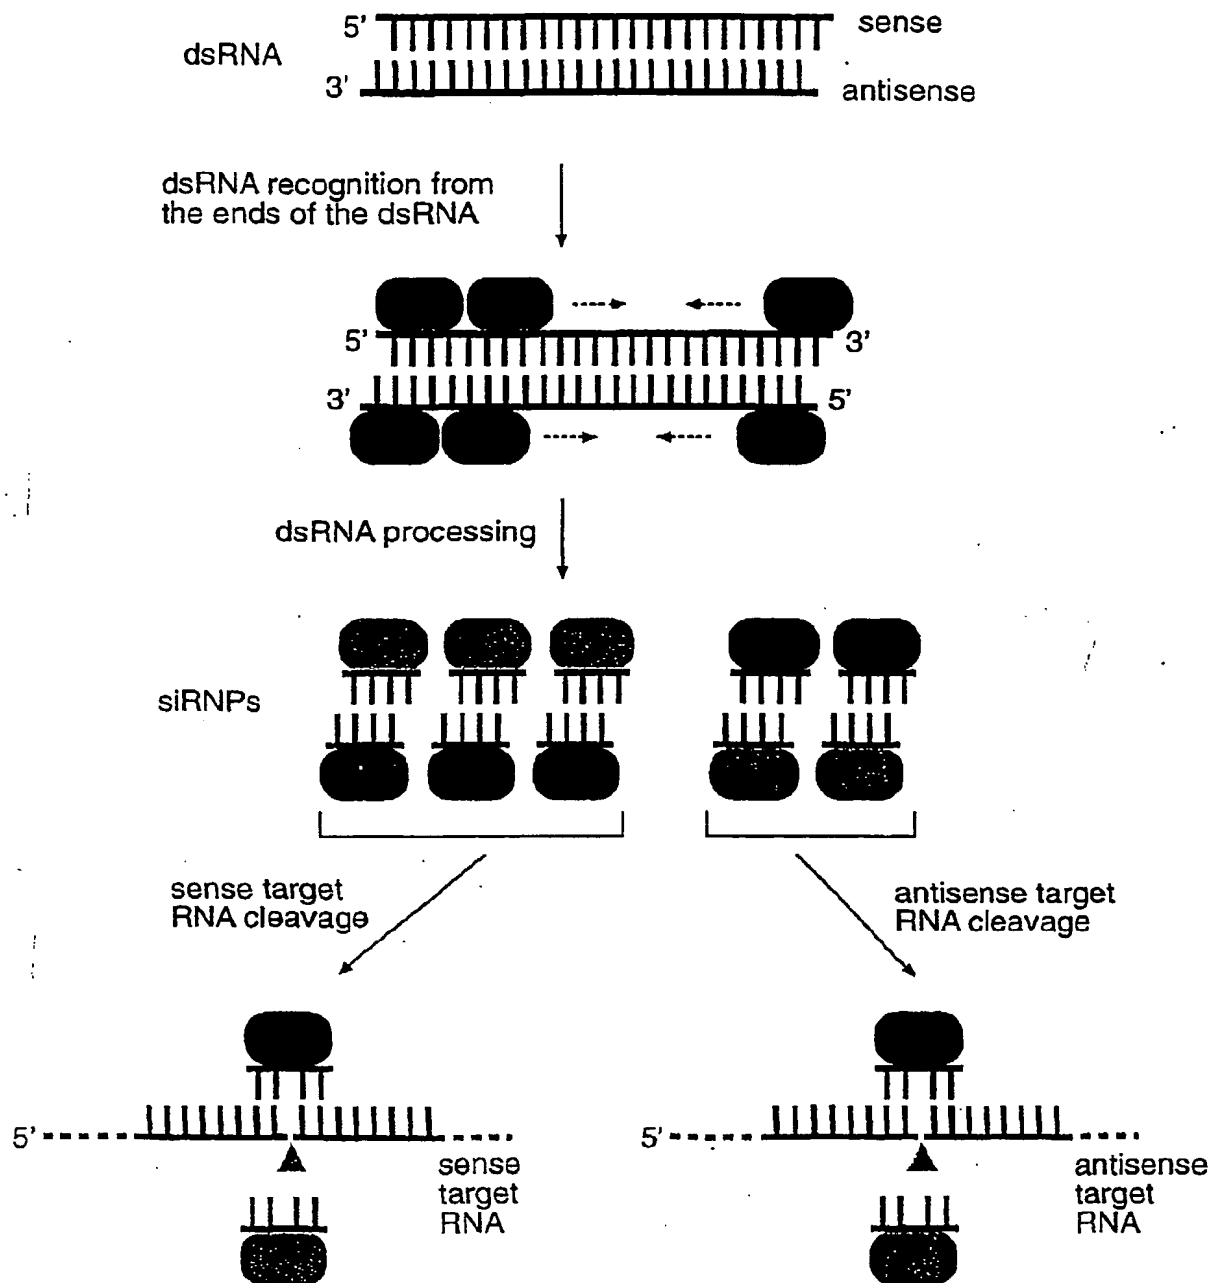 5' sense
dsRNA
3' antisense
dsRNA recognition from
the ends of the dsRNA
5' 3'
3' 5'
dsRNA processing
siRNPs
sense target
RNA cleavage
antisense target
RNA cleavage
5'
sense
target
RNA
5'
antisense
target
RNA